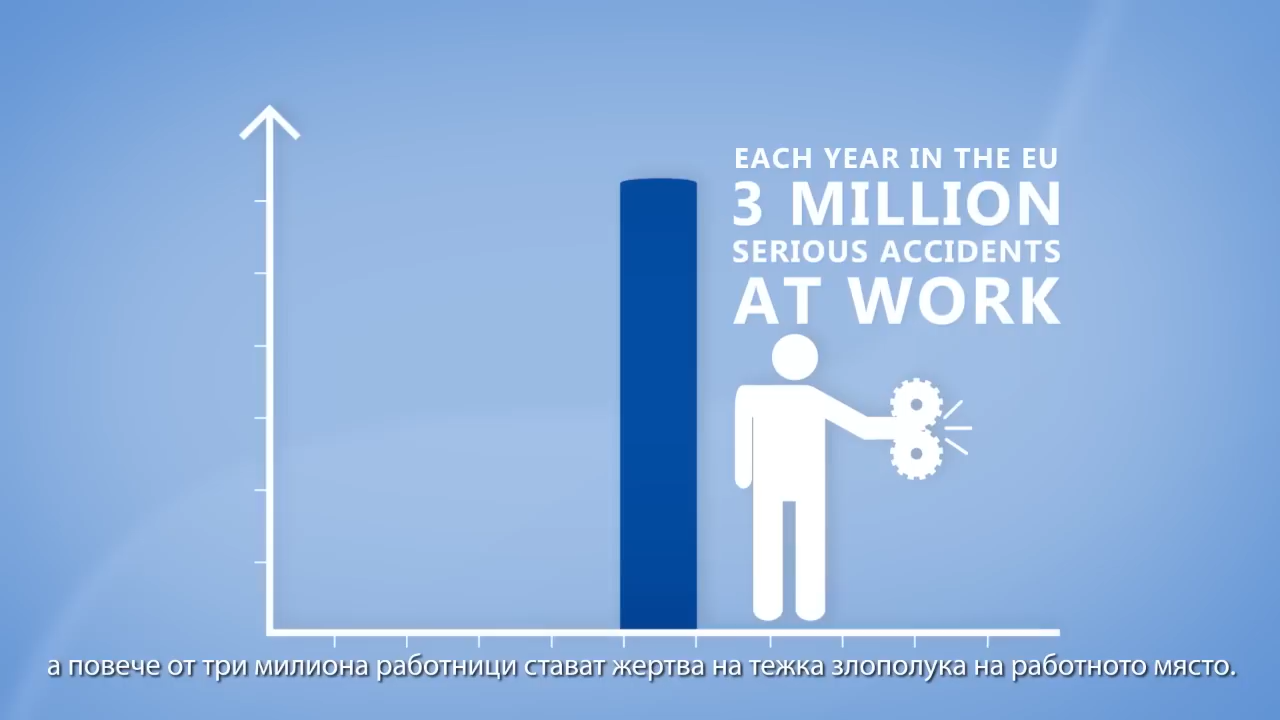 EACH YEAR IN THE EU
3 MILLION
SERIOUS ACCIDENTS
AT WORK
а повече от три милиона работници стават жертва на тежка злополука на работното място.